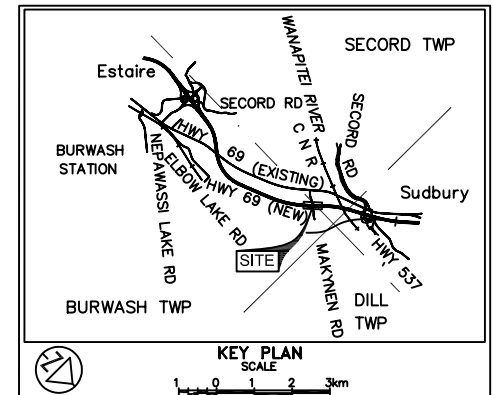 SECOND TWP
Estaire
WANAPITEI RIVER
C N R
SECORD RD
SECORD RD
HWY 69 (EXISTING)
BURWASH
STATION
NEPAWASSI LAKE RD
ELBOW LAKE RD
HWY 69 (NEW)
Sudbury
SITE
MAKYNEN RD
HWY 537
BURWASH TWP
DILL
TWP
N
KEY PLAN
SCALE
1 0 1 2 3km